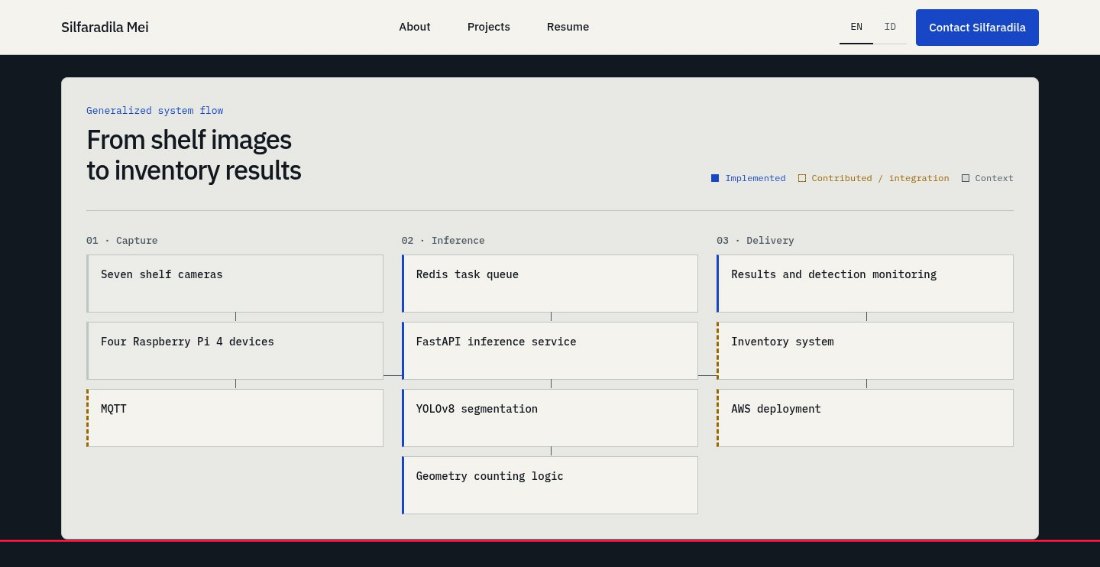 Silfaradila Mei
About
Projects
Resume
EN
ID
Contact Silfaradila
Generalized system flow
From shelf images
to inventory results
Implemented
Contributed / integration
Context
01 · Capture
Seven shelf cameras
Four Raspberry Pi 4 devices
MQTT
02 · Inference
Redis task queue
FastAPI inference service
YOLOv8 segmentation
Geometry counting logic
03 · Delivery
Results and detection monitoring
Inventory system
AWS deployment